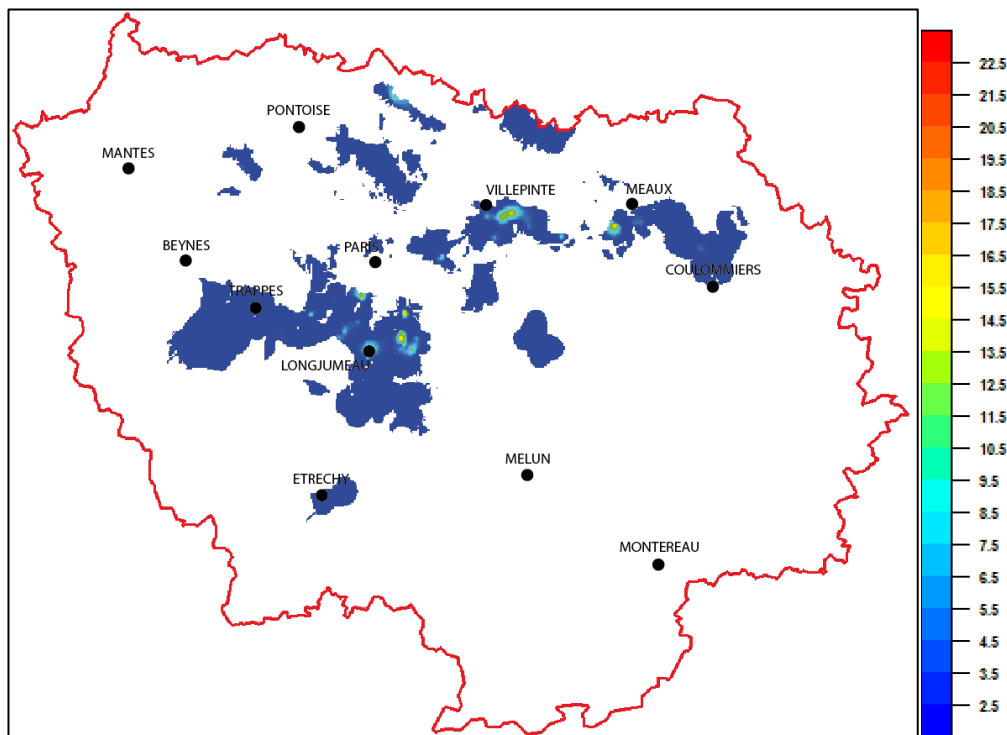 PONTOISE
MANTES
VILLEPINTE
MEAUX
BEYNES
PARIS
COULOMMIERS
TRAPPES
LONGJUMEAU
MELUN
ETRECHY
MONTEREAU
22.5
20.5
19.5
18.5
17.5
16.5
15.5
14.5
13.5
12.5
11.5
10.5
9.5
8.5
7.5
6.5
5.5
4.5
3.5
2.5